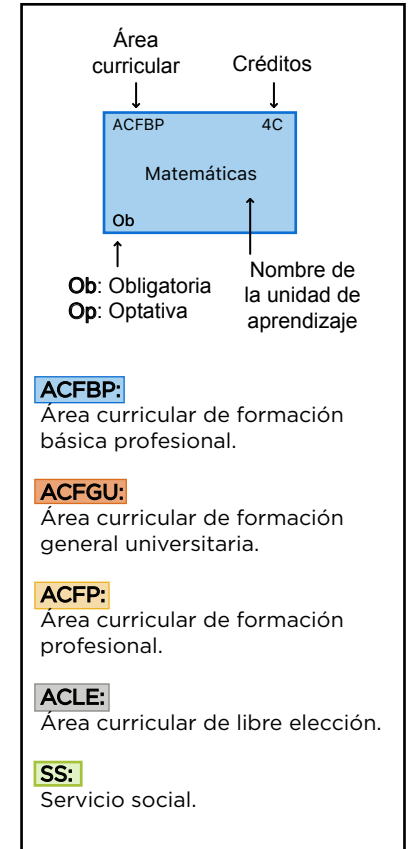 Área
curricular
Créditos
ACFBP 4C
Matemáticas
Ob
Ob: Obligatoria
Op: Optativa
Nombre de
la unidad de
aprendizaje
ACFBP:
Área curricular de formación
básica profesional.
ACFGU:
Área curricular de formación
general universitaria.
ACFP:
Área curricular de formación
profesional.
ACLE:
Área curricular de libre elección.
SS:
Servicio social.